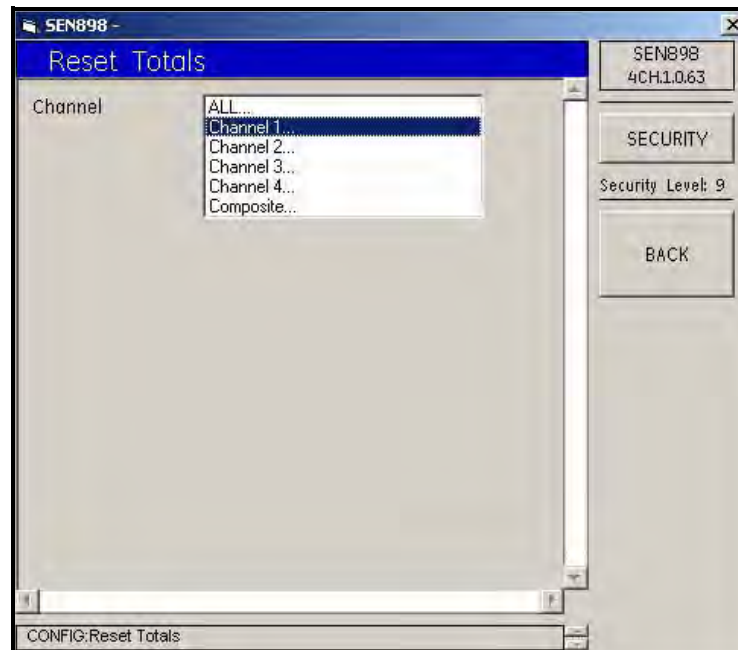 SEN898 -
Reset Totals
Channel
ALL...
Channel 1...
Channel 2...
Channel 3...
Channel 4...
Composite...
SEN898
4CH.1.0.63
SECURITY
Security Level: 9
BACK
CONFIG:Reset Totals